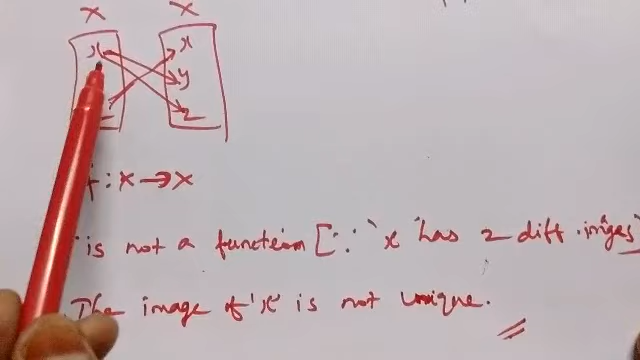 X X
x x
y
z
f : X → X
is not a function [∵ 'x' has 2 diff. images
The image of 'x' is not unique.